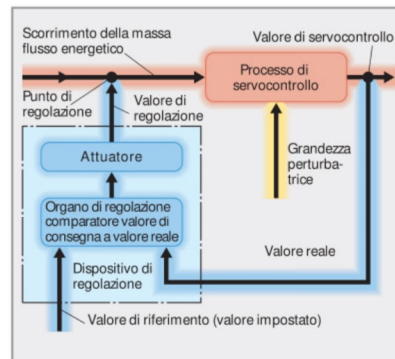 Scorrimento della massa
flusso energetico
Valore di servocontrollo
Processo di
servocontrollo
Punto di
regolazione
Valore di
regolazione
Attuatore
Grandezza
perturba-
trice
Organo di regolazione
comparatore valore di
consegna a valore reale
Valore reale
Dispositivo di
regolazione
Valore di riferimento (valore impostato)